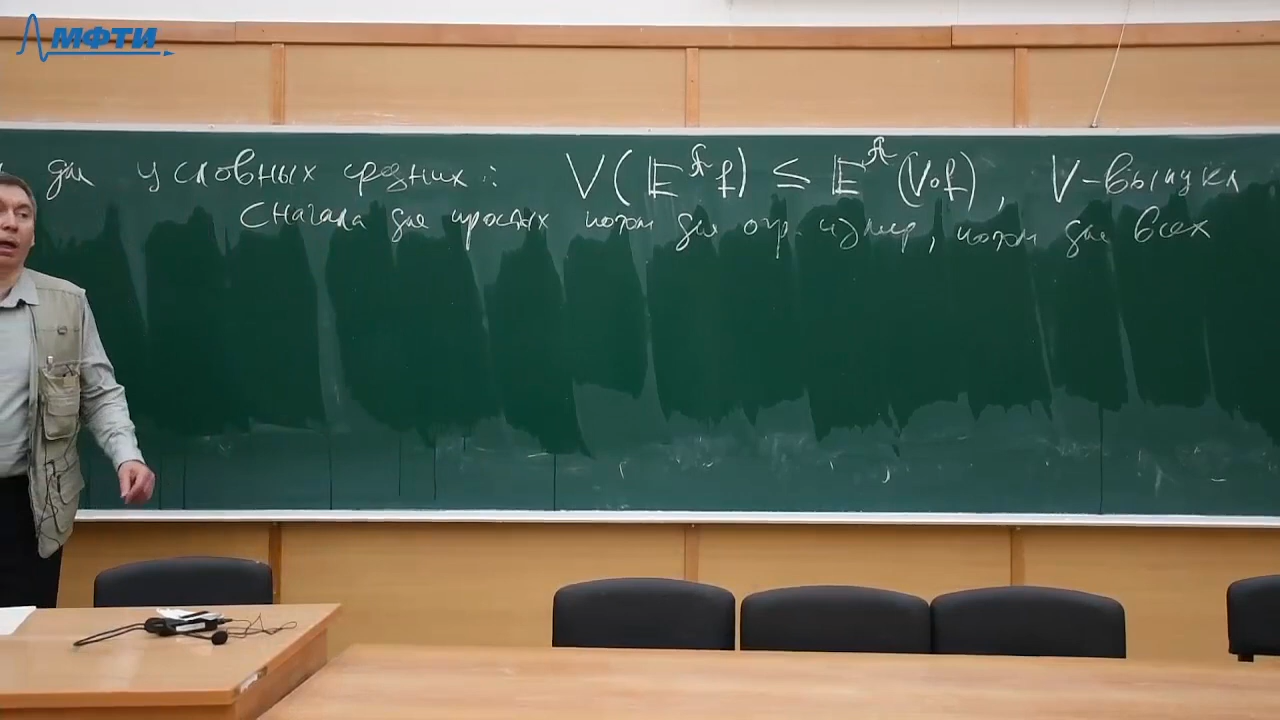 МФТИ
для условных средних: V(𝔼^𝒜 f) ≤ 𝔼^𝒜 (V∘f), V-выпукл
сначала для простых потом для огр. измер, потом для всех